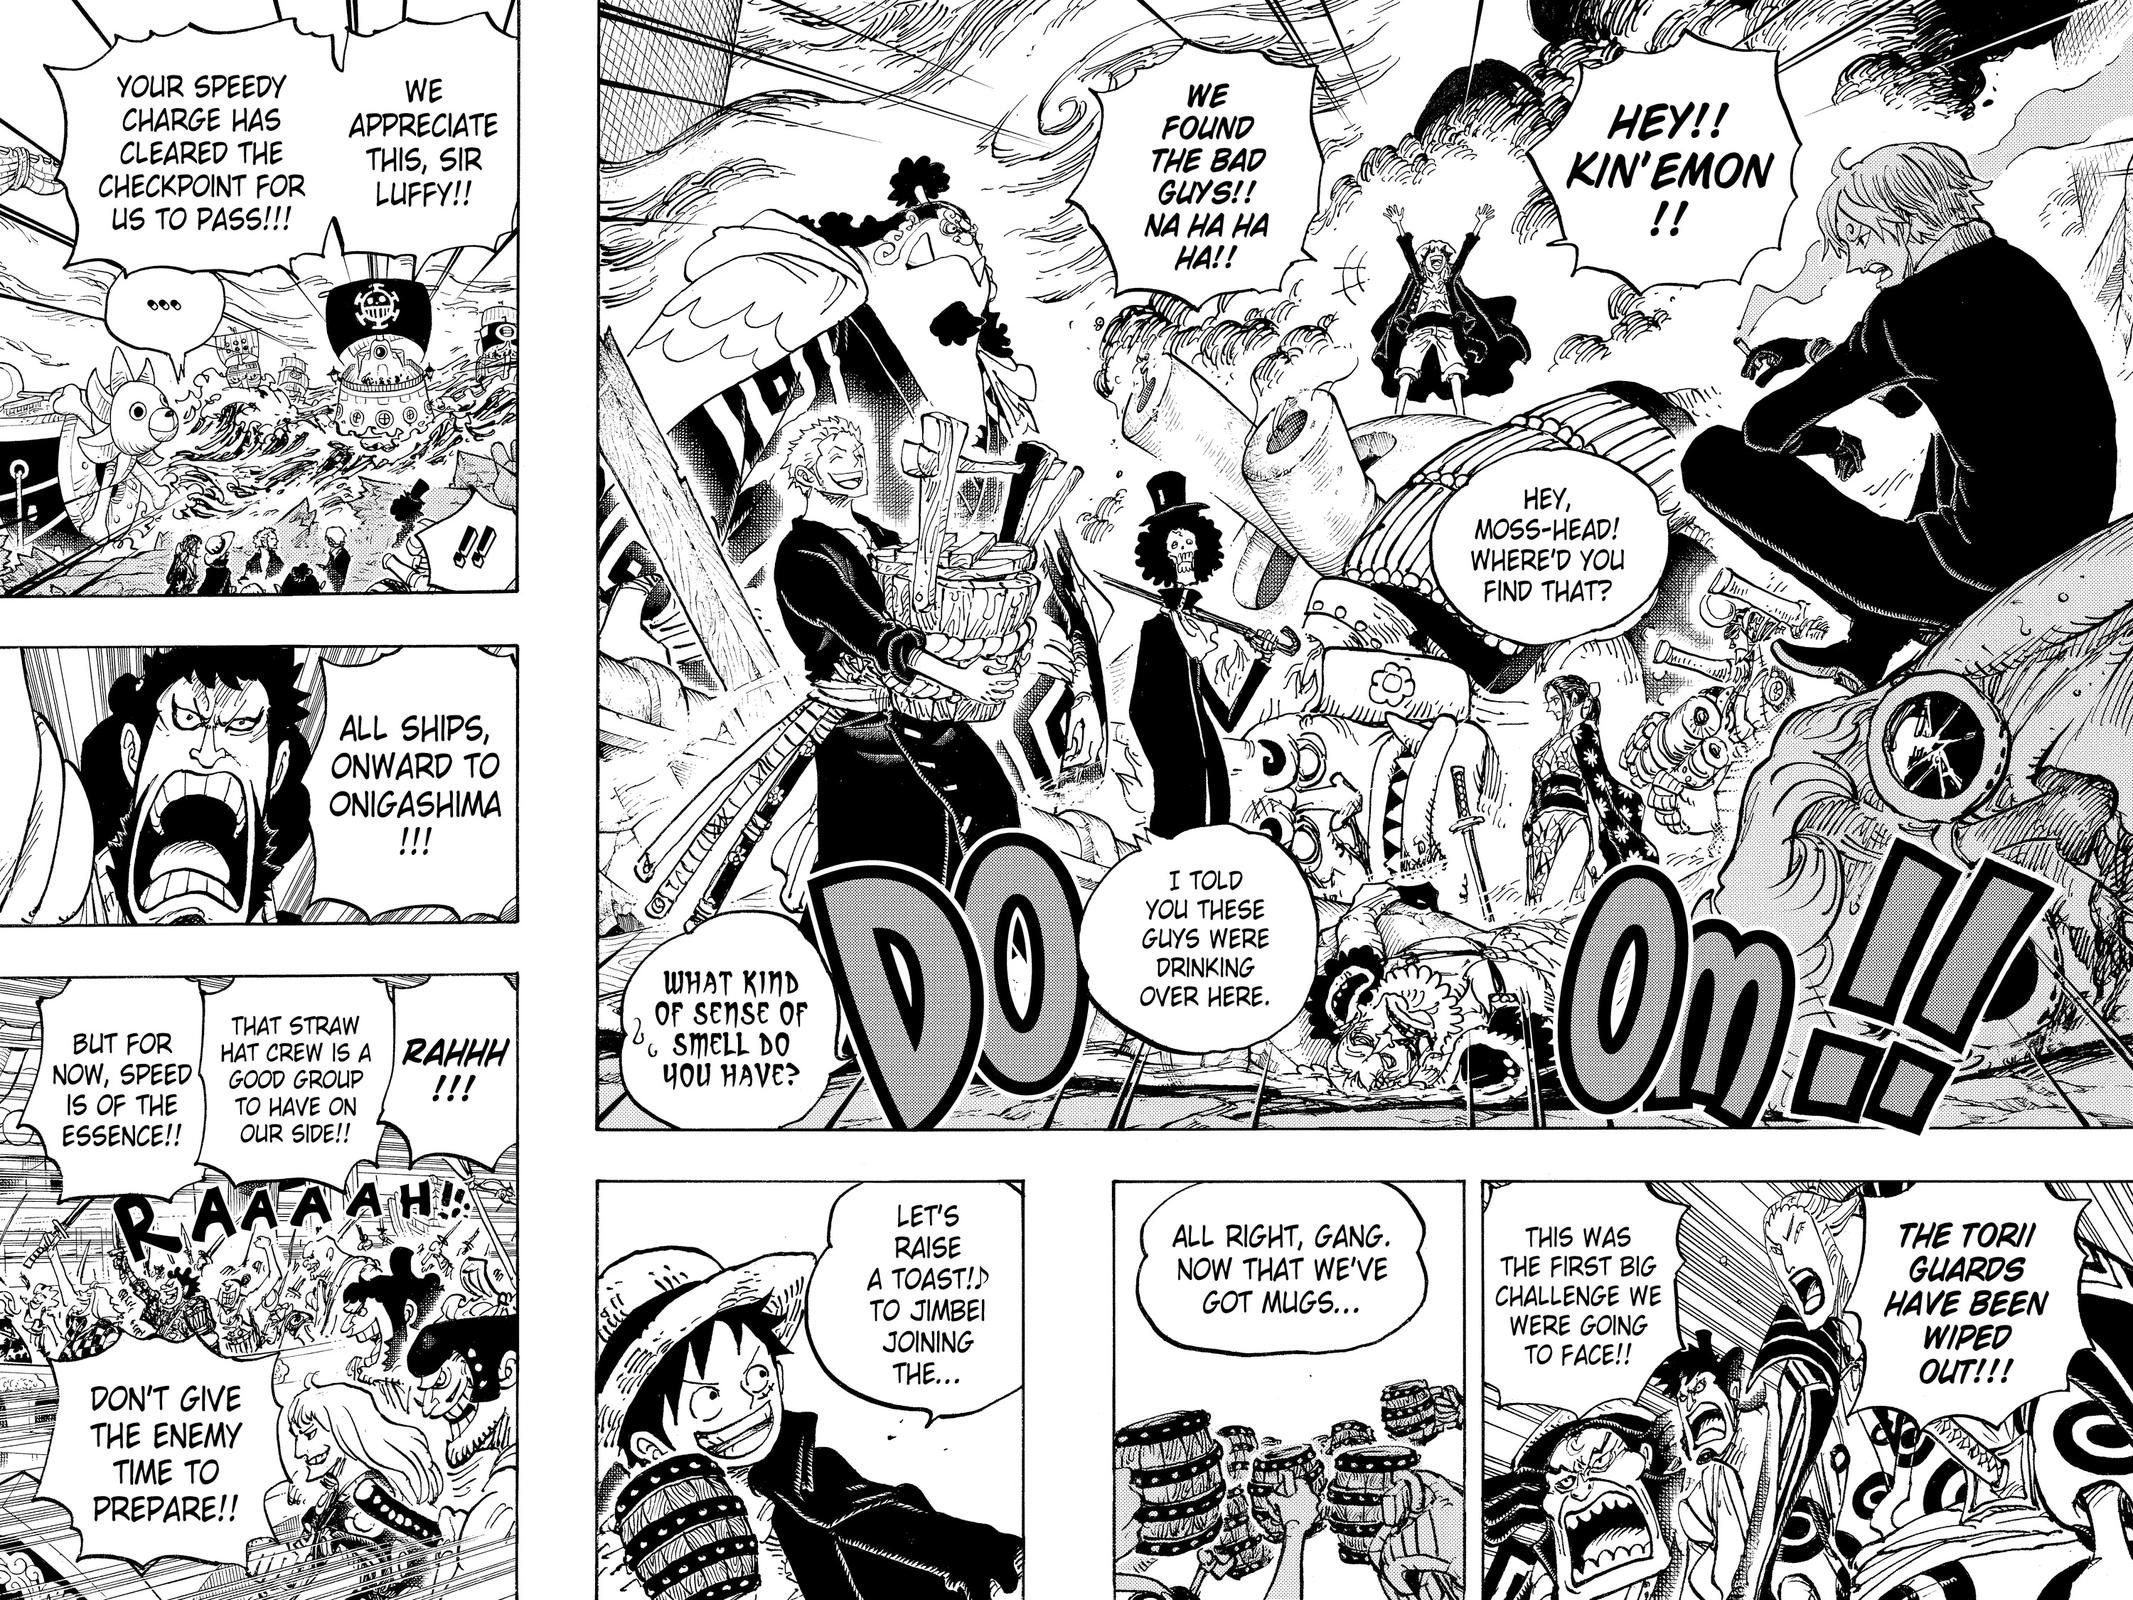 HEY!!
KIN'EMON
!!
WE
FOUND
THE BAD
GUYS!!
NA HA HA
HA!!
HEY,
MOSS-HEAD!
WHERE'D YOU
FIND THAT?
I TOLD
YOU THESE
GUYS WERE
DRINKING
OVER HERE.
WHAT KIND
OF SENSE OF
SMELL DO
YOU HAVE?
DOOM!!
THE TORII
GUARDS
HAVE BEEN
WIPED
OUT!!!
THIS WAS
THE FIRST BIG
CHALLENGE WE
WERE GOING
TO FACE!!
ALL RIGHT, GANG.
NOW THAT WE'VE
GOT MUGS...
LET'S
RAISE
A TOAST!♪
TO JIMBEI
JOINING
THE...
WE
APPRECIATE
THIS, SIR
LUFFY!!
YOUR SPEEDY
CHARGE HAS
CLEARED THE
CHECKPOINT FOR
US TO PASS!!!
...
!!
ALL SHIPS,
ONWARD TO
ONIGASHIMA
!!!
RAHHH
!!!
THAT STRAW
HAT CREW IS A
GOOD GROUP
TO HAVE ON
OUR SIDE!!
BUT FOR
NOW, SPEED
IS OF THE
ESSENCE!!
RAAAAAH!!
DON'T GIVE
THE ENEMY
TIME TO
PREPARE!!